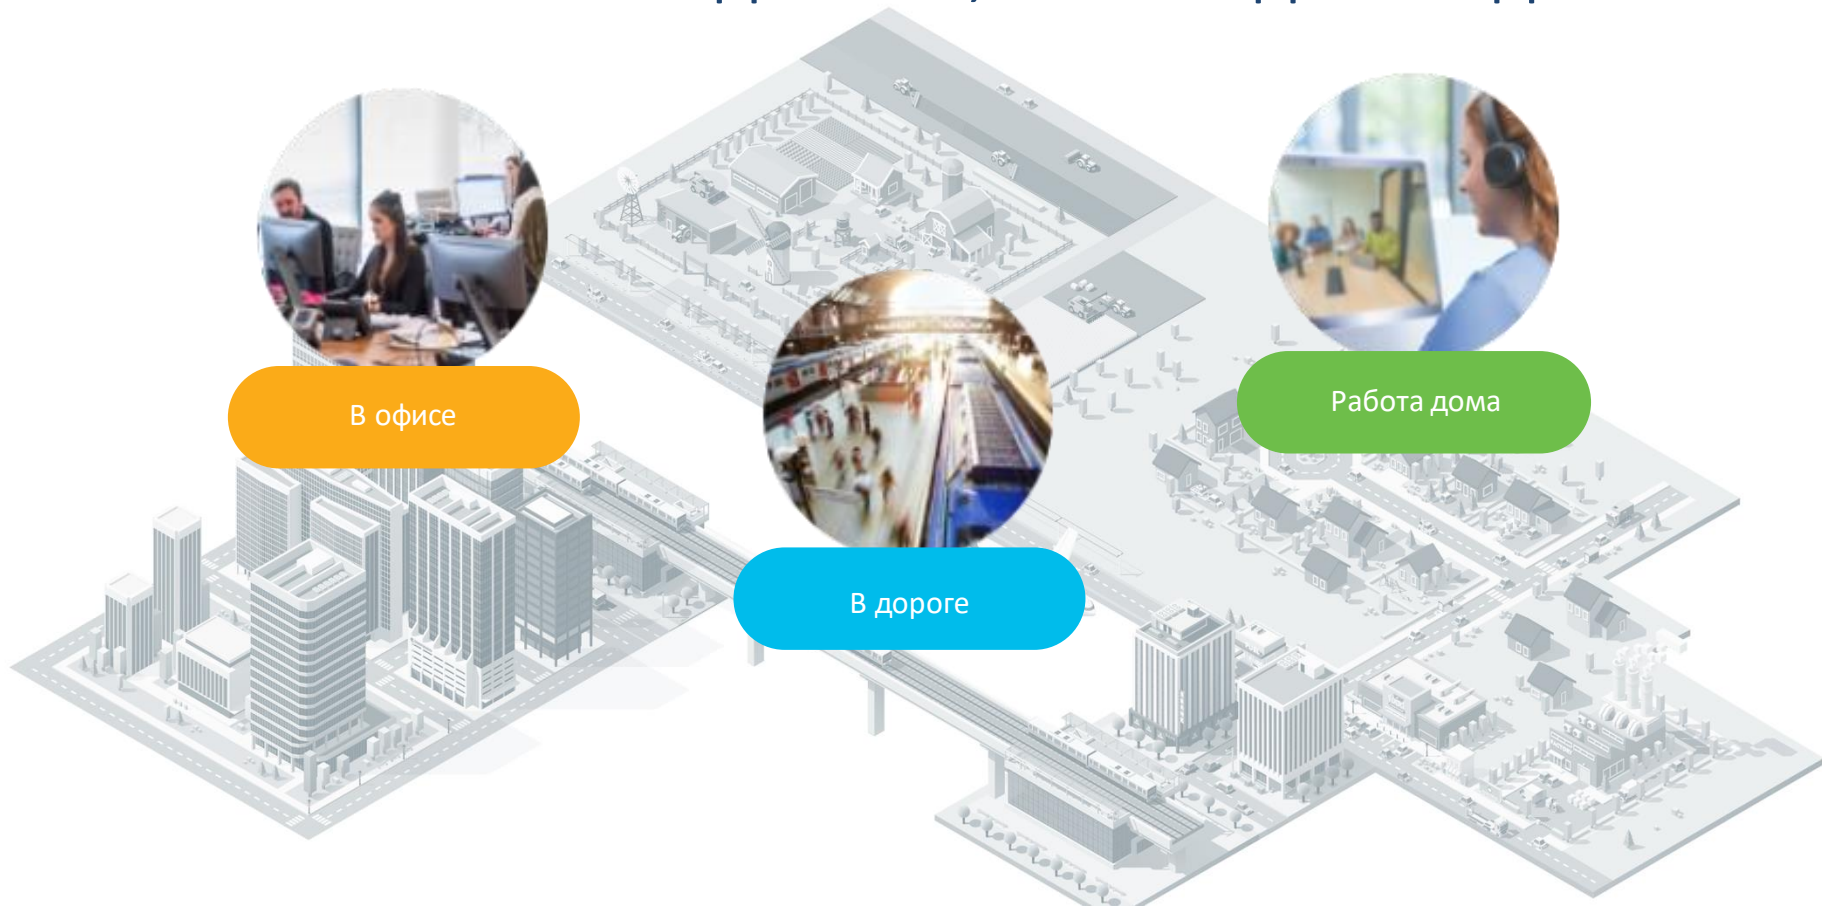 В офисе
Работа дома
В дороге